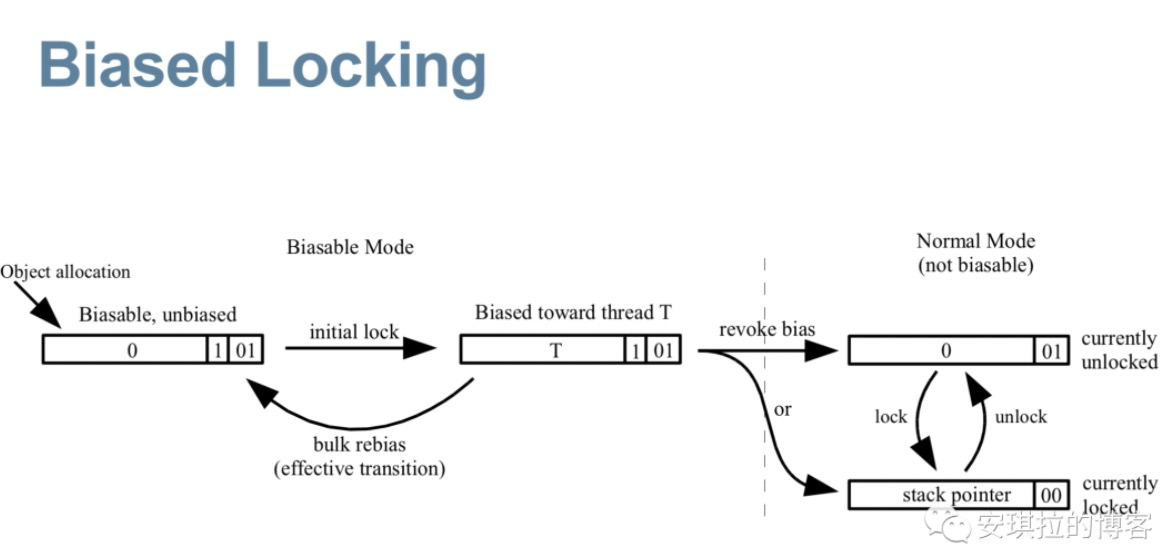 Biased Locking
Biasable Mode
Normal Mode
(not biasable)
Object allocation
Biasable, unbiased
0 1 01
initial lock
Biased toward thread T
T 1 01
revoke bias
or
0 01
currently
unlocked
bulk rebias
(effective transition)
lock
unlock
stack pointer 00
currently
locked
安琪拉的博客